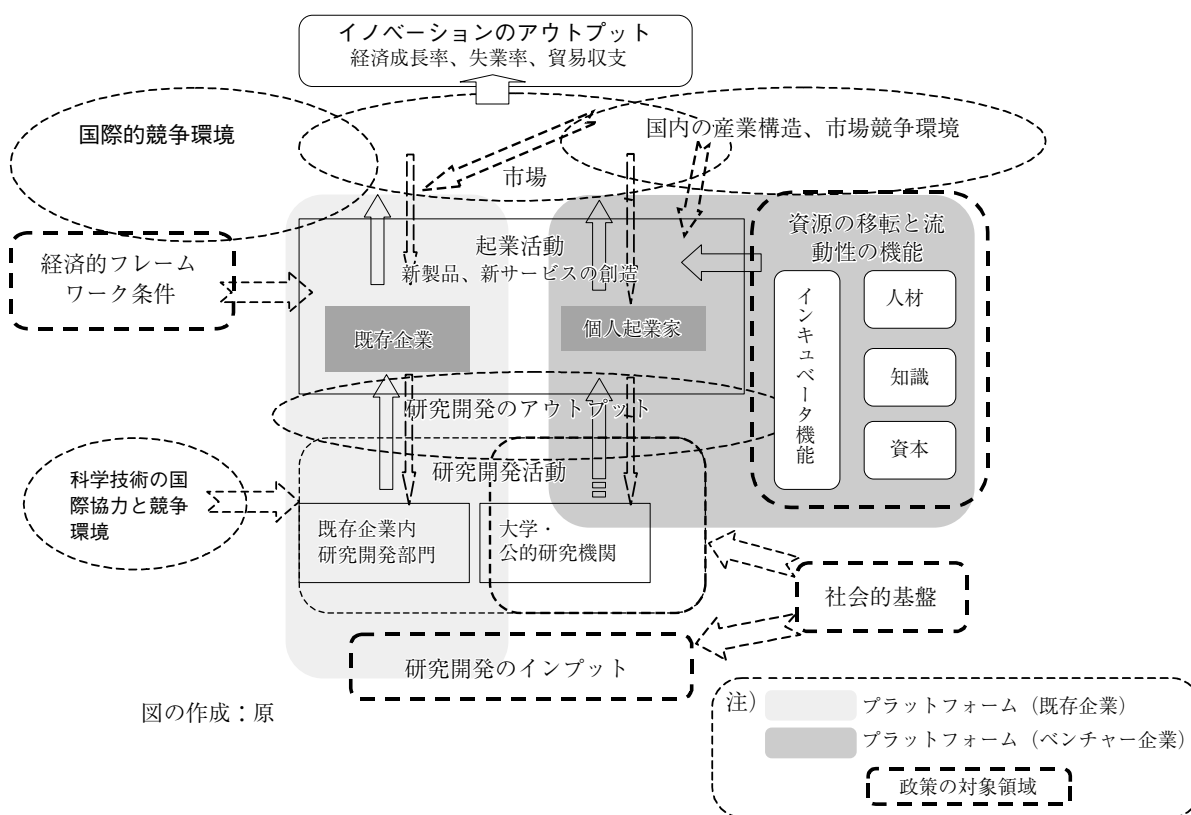 イノベーションのアウトプット
経済成長率、失業率、貿易収支
国際的競争環境
国内の産業構造、市場競争環境
市場
資源の移転と流
動性の機能
起業活動
新製品、新サービスの創造
経済的フレーム
ワーク条件
インキュベータ機能
人材
知識
資本
既存企業
個人起業家
研究開発のアウトプット
研究開発活動
科学技術の国
際協力と競争
環境
既存企業内
研究開発部門
大学・
公的研究機関
社会的基盤
研究開発のインプット
図の作成：原
注）
プラットフォーム（既存企業）
プラットフォーム（ベンチャー企業）
政策の対象領域